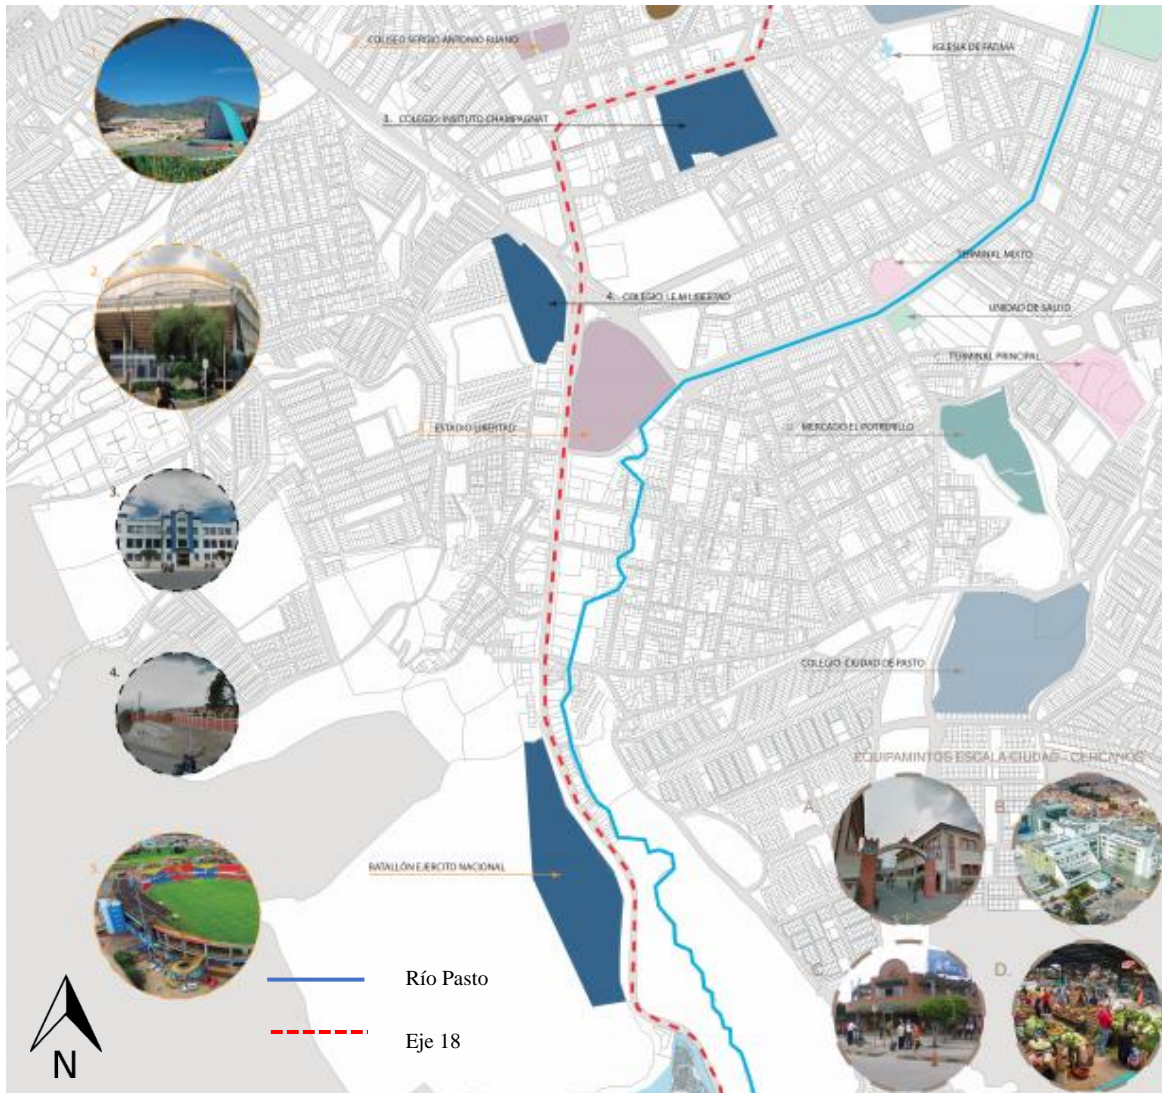 1.
2. COLISEO SERGIO ANTONIO RUANO
IGLESIA DE FATIMA
3. COLEGIO: INSITUTO CHAMPAGNAT
2.
TERMINAL MIXTO
4. COLEGIO: I.E.M LIBERTAD
UNIDAD DE SALUD
C. TERMINAL PRINCIPAL
ESTADIO LIBERTAD
D. MERCADO EL POTRERILLO
3.
4.
COLEGIO: CIUDAD DE PASTO
EQUIPAMINTOS ESCALA CIUDAD - CERCANOS
A.
B.
BATALLÓN EJERCITO NACIONAL
5.
C.
D.
Río Pasto
Eje 18
N